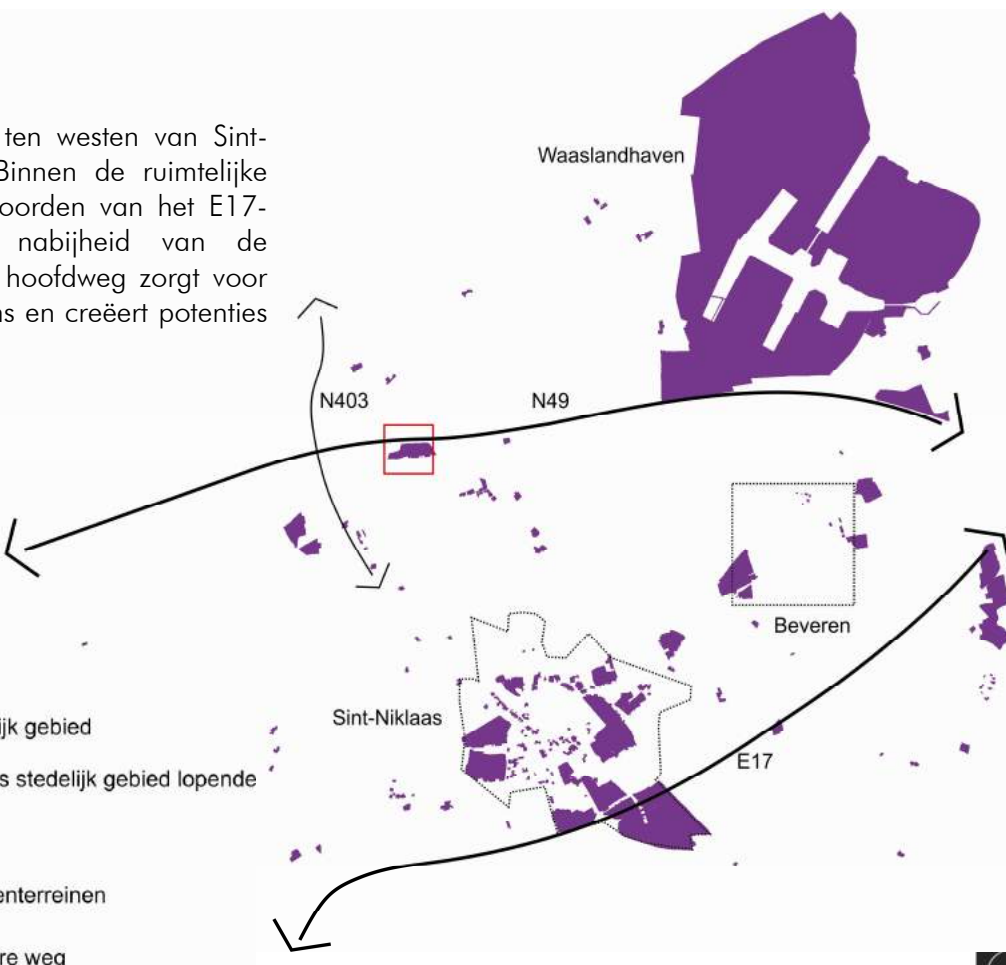 ten westen van Sint-
Binnen de ruimtelijke
oorden van het E17-
nabijheid van de
hoofdweg zorgt voor
ns en creëert potenties
Waaslandhaven
N403
N49
Beveren
Sint-Niklaas
E17
ijk gebied
s stedelijk gebied lopende
enterreinen
re weg